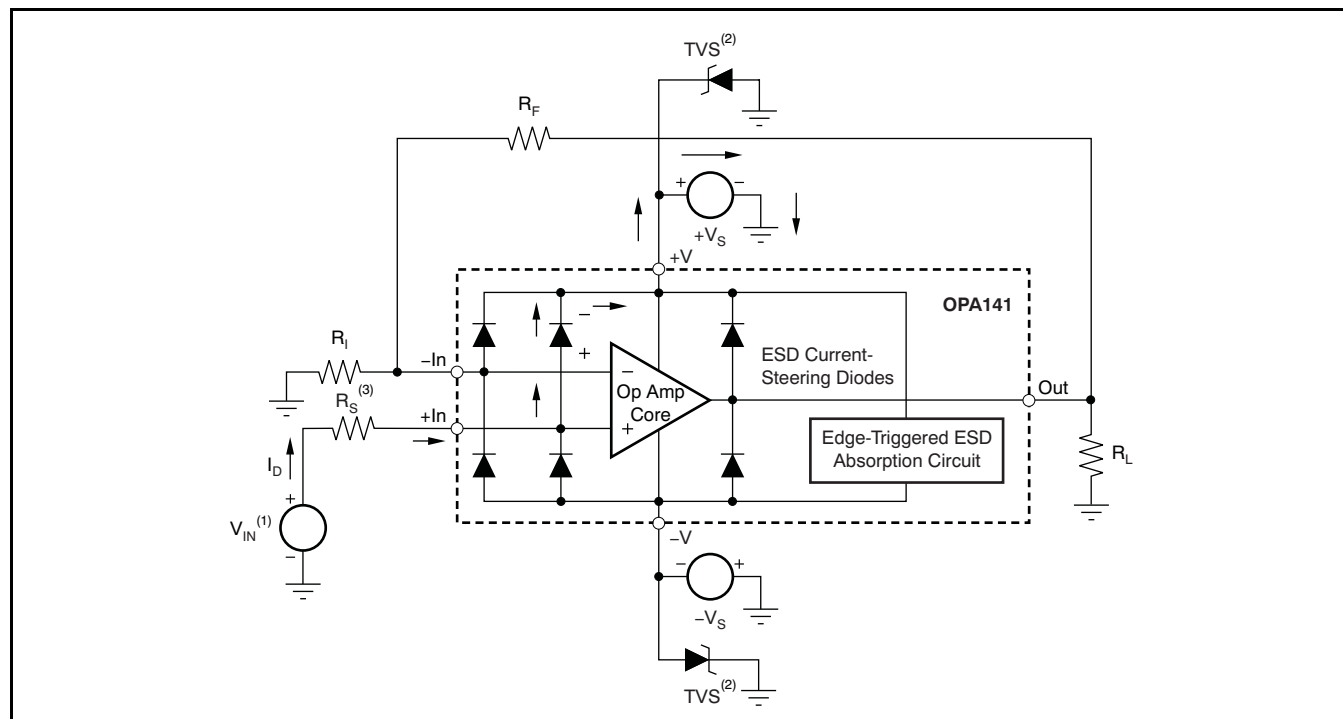 TVS(2)
RF
+ −
+VS
+V
OPA141
−
+
RI
−In
RS(3)
+In
ID
+
VIN(1)
−
−
Op Amp
Core
+
ESD Current-
Steering Diodes
Out
Edge-Triggered ESD
Absorption Circuit
RL
−V
− +
−VS
TVS(2)